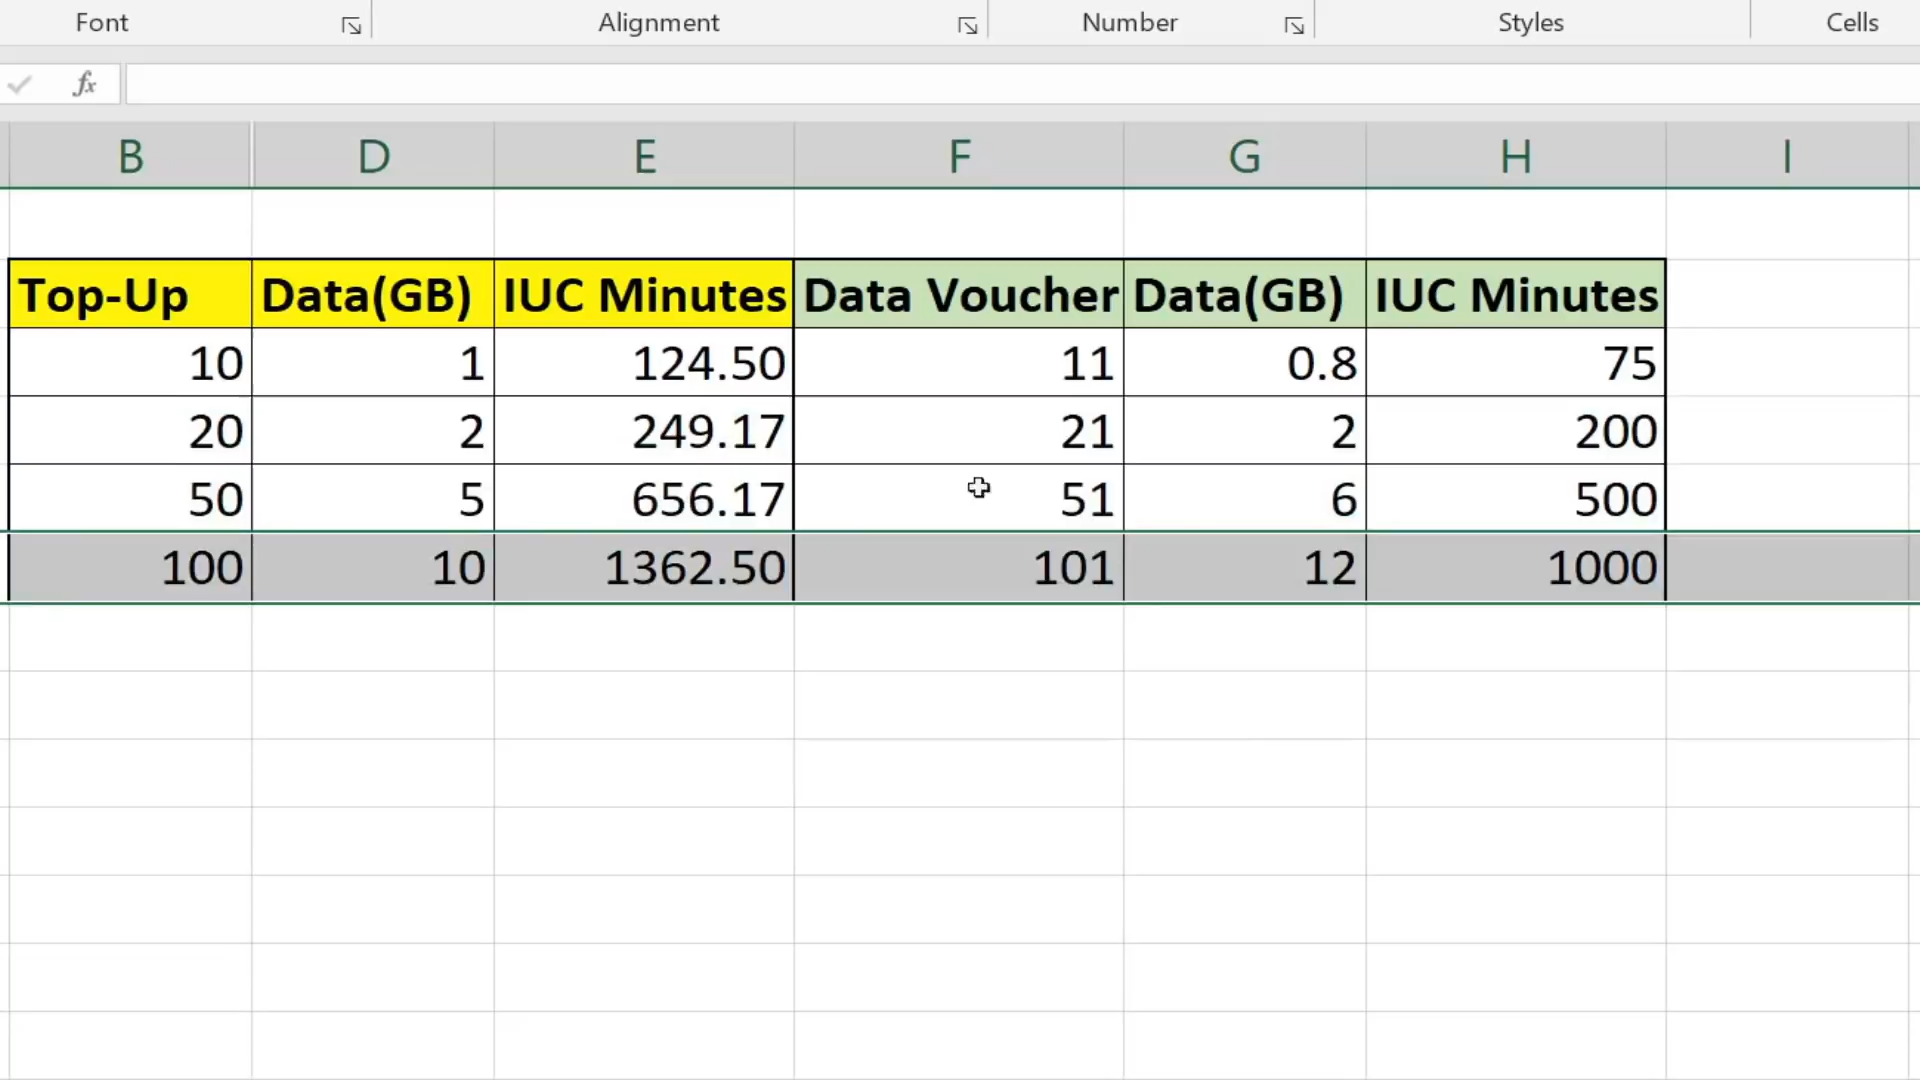 Font Alignment Number Styles Cells
fx
B D E F G H I
Top-Up Data(GB) IUC Minutes Data Voucher Data(GB) IUC Minutes
10 1 124.50 11 0.8 75
20 2 249.17 21 2 200
50 5 656.17 51 6 500
100 10 1362.50 101 12 1000